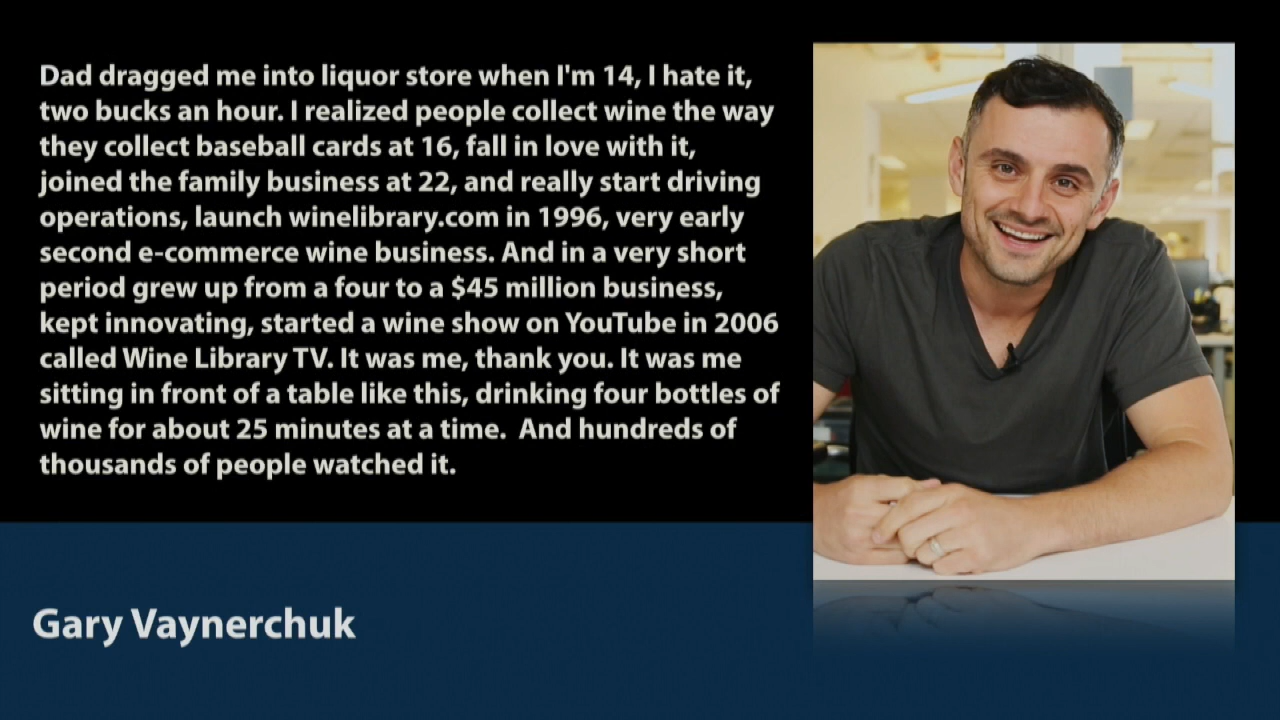 Dad dragged me into liquor store when I'm 14, I hate it,
two bucks an hour. I realized people collect wine the way
they collect baseball cards at 16, fall in love with it,
joined the family business at 22, and really start driving
operations, launch winelibrary.com in 1996, very early
second e-commerce wine business. And in a very short
period grew up from a four to a $45 million business,
kept innovating, started a wine show on YouTube in 2006
called Wine Library TV. It was me, thank you. It was me
sitting in front of a table like this, drinking four bottles of
wine for about 25 minutes at a time.  And hundreds of
thousands of people watched it.
Gary Vaynerchuk